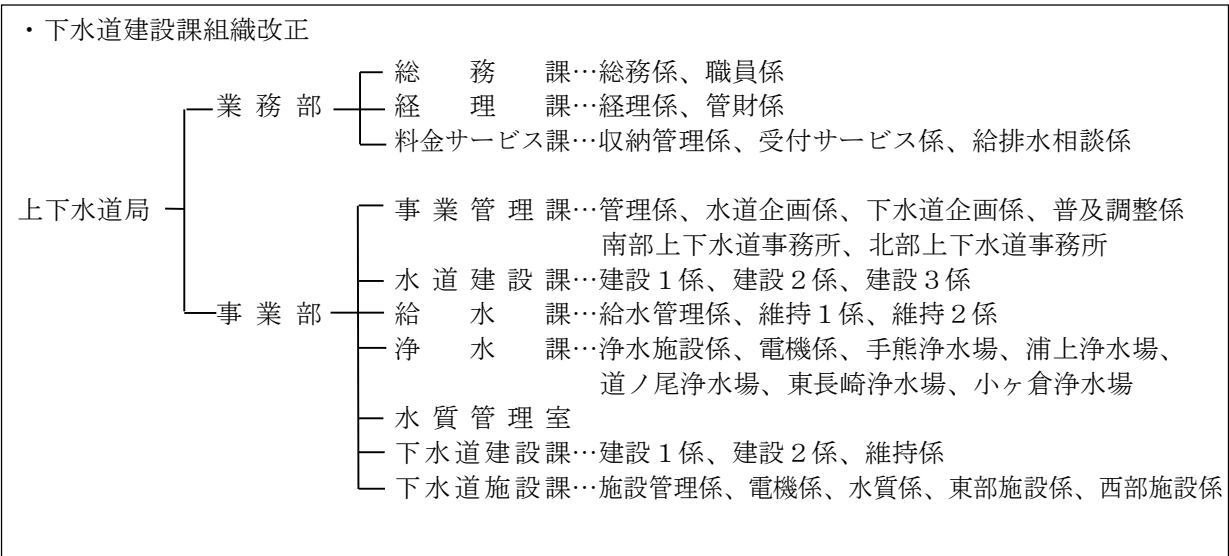 ・下水道建設課組織改正
総務課…総務係、職員係
業務部
経理課…経理係、管財係
料金サービス課…収納管理係、受付サービス係、給排水相談係
上下水道局
事業管理課…管理係、水道企画係、下水道企画係、普及調整係
南部上下水道事務所、北部上下水道事務所
水道建設課…建設１係、建設２係、建設３係
事業部
給水課…給水管理係、維持１係、維持２係
浄水課…浄水施設係、電機係、手熊浄水場、浦上浄水場、
道ノ尾浄水場、東長崎浄水場、小ヶ倉浄水場
水質管理室
下水道建設課…建設１係、建設２係、維持係
下水道施設課…施設管理係、電機係、水質係、東部施設係、西部施設係